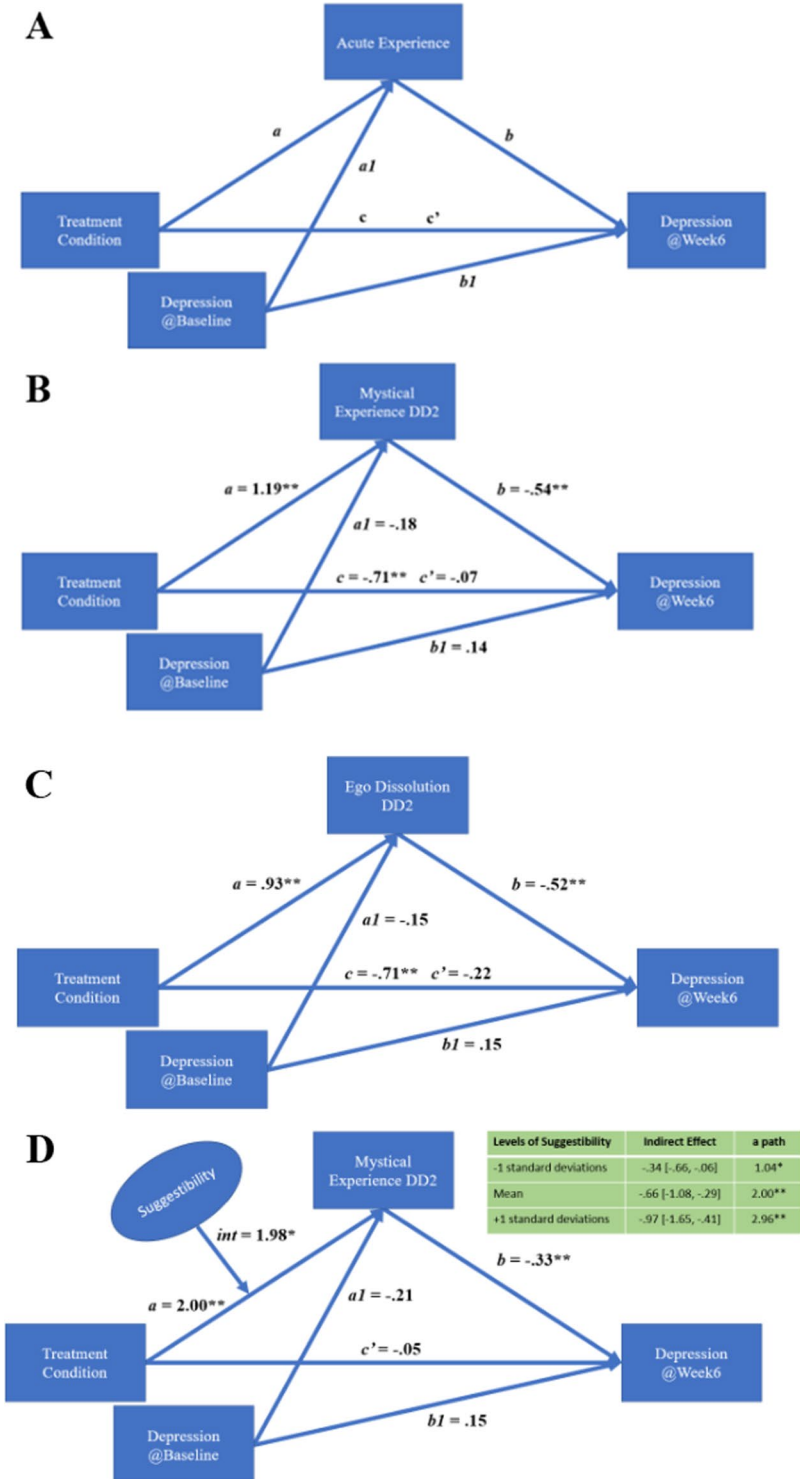 A
Acute Experience
a
b
a1
Treatment
Condition
c
c’
Depression
@Week6
Depression
@Baseline
b1
B
Mystical
Experience DD2
a = 1.19**
b = -.54**
a1 = -.18
Treatment
Condition
c = -.71** c’ = -.07
Depression
@Week6
Depression
@Baseline
b1 = .14
C
Ego Dissolution
DD2
a = .93**
b = -.52**
a1 = -.15
Treatment
Condition
c = -.71** c’ = -.22
Depression
@Week6
Depression
@Baseline
b1 = .15
D
Mystical
Experience DD2
Levels of Suggestibility Indirect Effect a path
-1 standard deviations -.34 [-.66, -.06] 1.04*
Mean -.66 [-1.08, -.29] 2.00**
+1 standard deviations -.97 [-1.65, -.41] 2.96**
Suggestibility
int = 1.98*
b = -.33**
a = 2.00**
a1 = -.21
Treatment
Condition
c’ = -.05
Depression
@Week6
Depression
@Baseline
b1 = .15